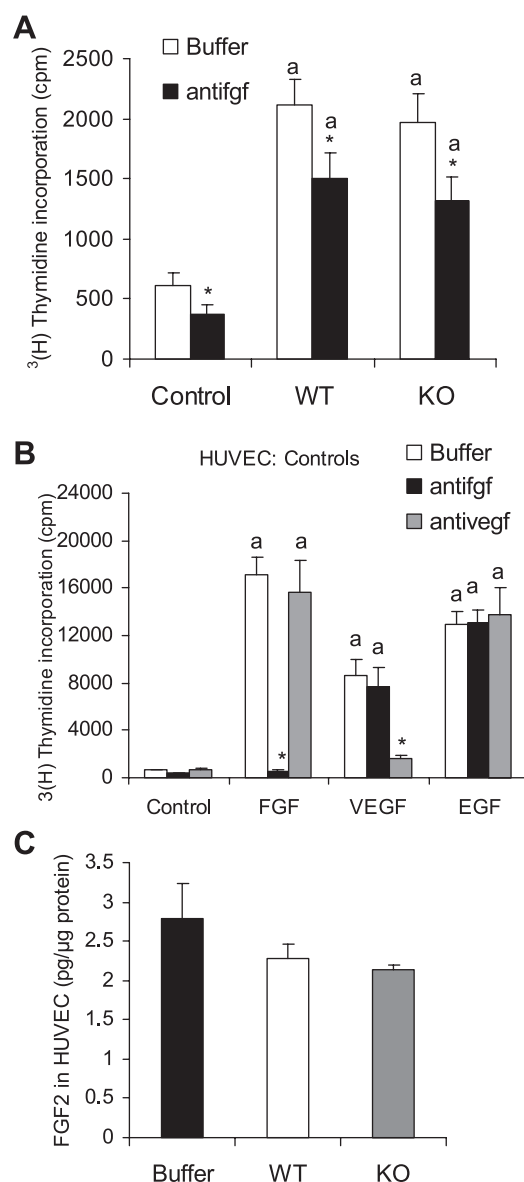 A
Buffer
antifgf
3(H) Thymidine incorporation (cpm)
2500
2000
1500
1000
500
0
a
a
*
a
a
*
*
Control
WT
KO
B
HUVEC: Controls
Buffer
antifgf
antivegf
3(H) Thymidine incorporation (cpm)
24000
20000
16000
12000
8000
4000
0
a
a
*
a
a
*
a
a
a
Control
FGF
VEGF
EGF
C
FGF2 in HUVEC (pg/µg protein)
3.5
3
2.5
2
1.5
1
0.5
0
Buffer
WT
KO